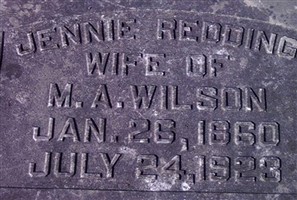 JENNIE REDDING
WIFE OF
M. A. WILSON
JAN. 26, 1860
JULY 24, 1923